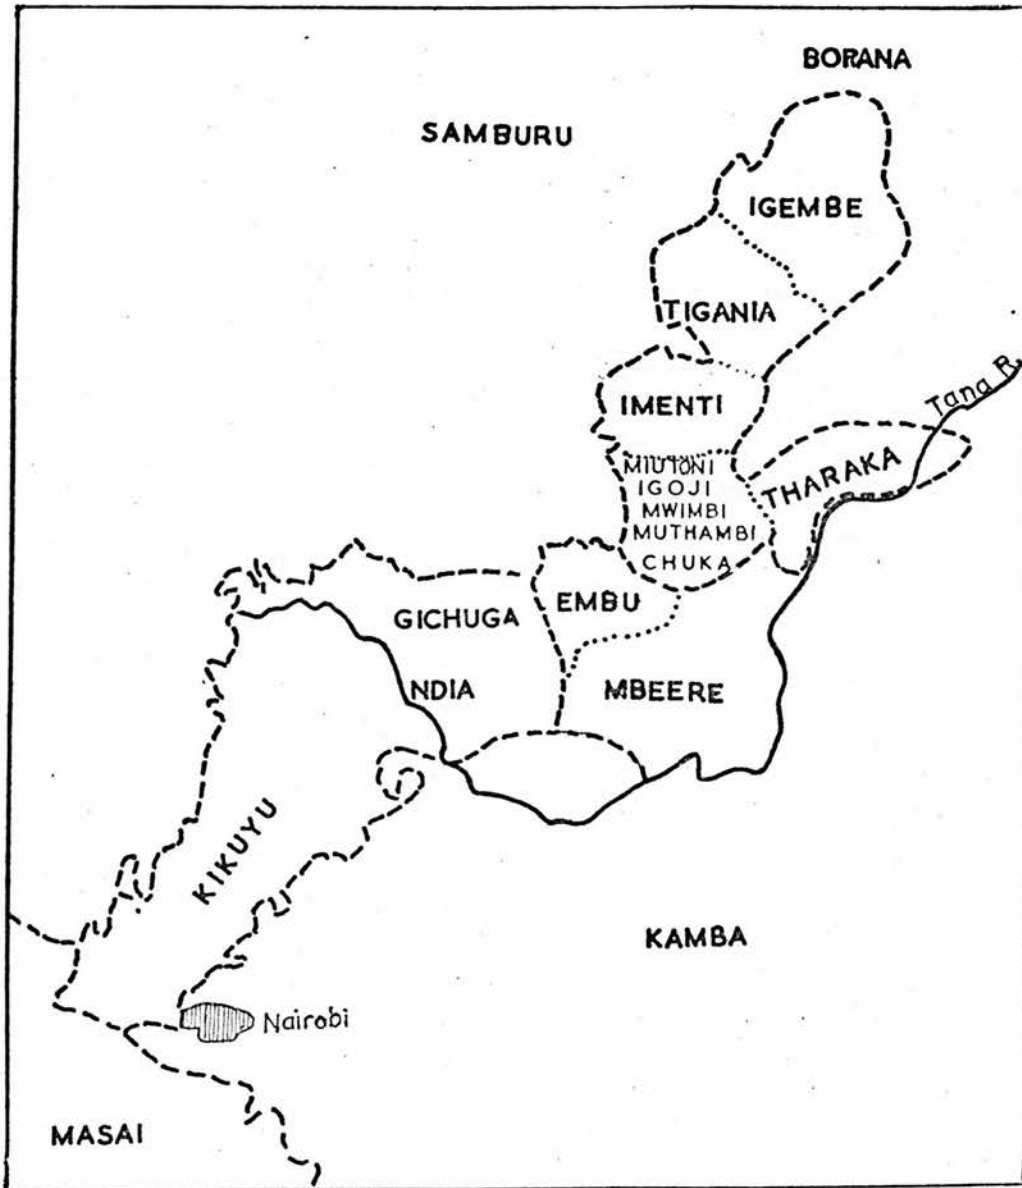 BORANA
SAMBURU
IGEMBE
TIGANIA
Tana R.
IMENTI
MIUTONI
IGOJI
MWIMBI
MUTHAMBI
CHUKA
THARAKA
EMBU
GICHUGA
NDIA
MBEERE
KIKUYU
KAMBA
Nairobi
MASAI